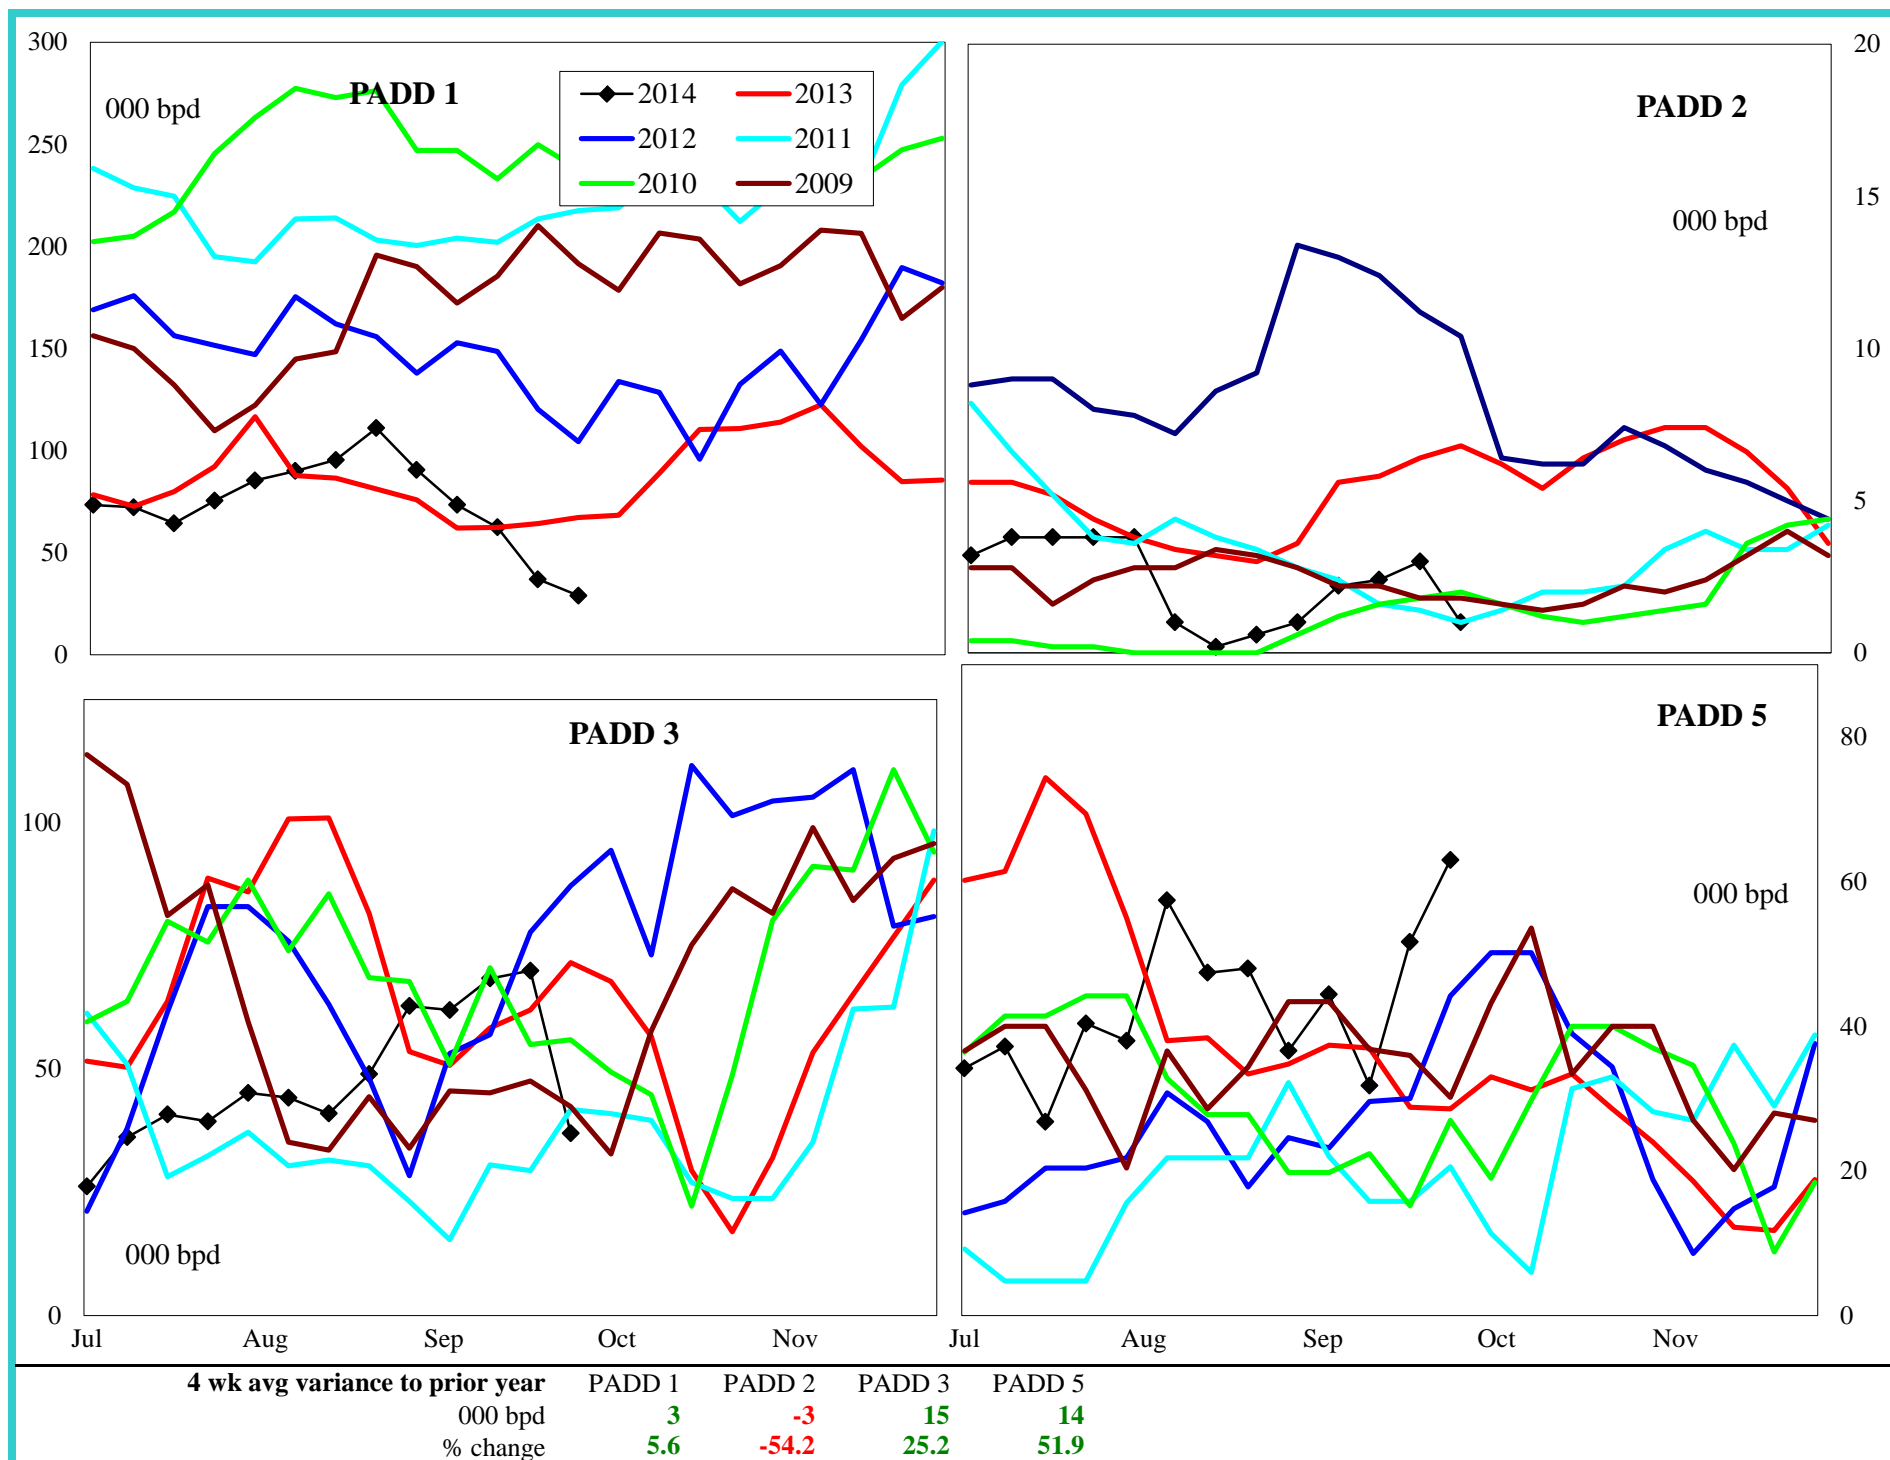 300
250
200
150
100
50
0
000 bpd
PADD 1
2014
2013
2012
2011
2010
2009
PADD 2
000 bpd
20
15
10
5
0
PADD 3
000 bpd
100
50
0
Jul Aug Sep Oct Nov
PADD 5
000 bpd
80
60
40
20
0
Jul Aug Sep Oct Nov
4 wk avg variance to prior year PADD 1 PADD 2 PADD 3 PADD 5
000 bpd 3 -3 15 14
% change 5.6 -54.2 25.2 51.9